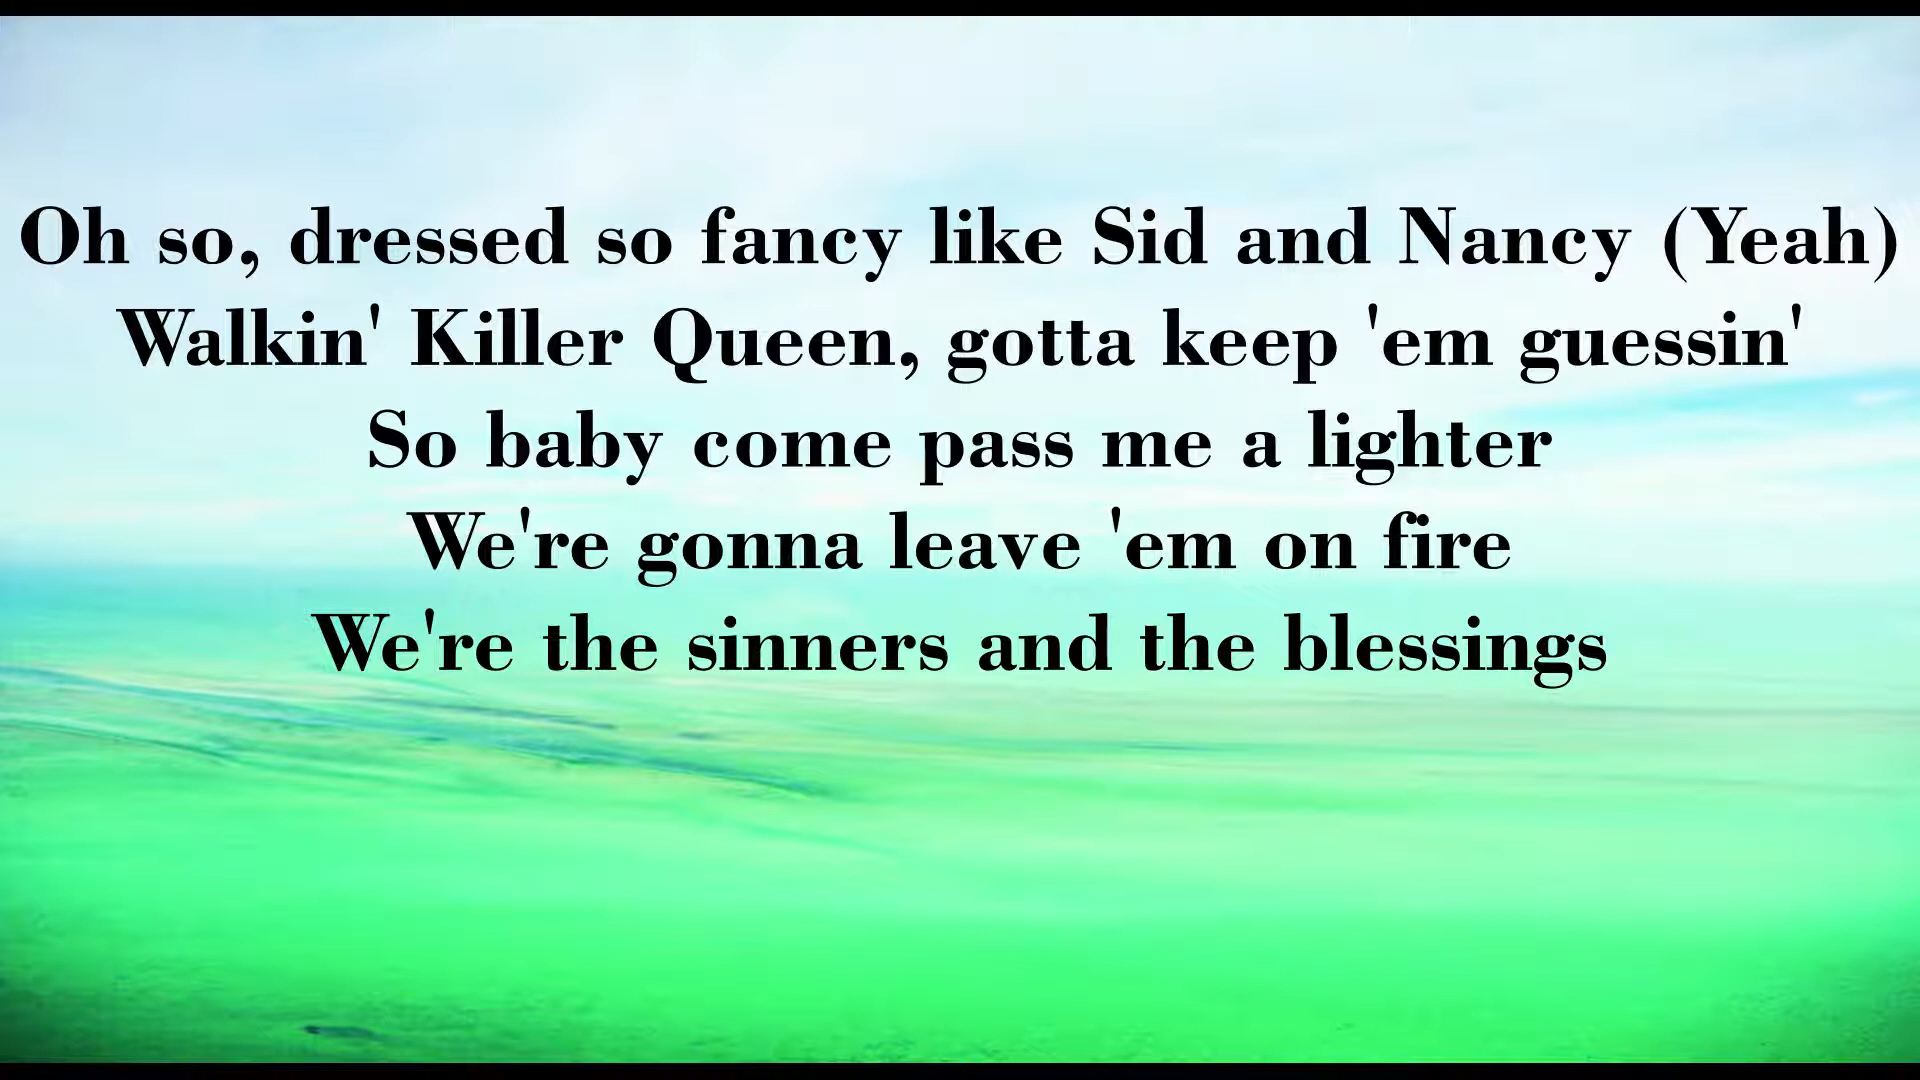 Oh so, dressed so fancy like Sid and Nancy (Yeah)
Walkin' Killer Queen, gotta keep 'em guessin'
So baby come pass me a lighter
We're gonna leave 'em on fire
We're the sinners and the blessings